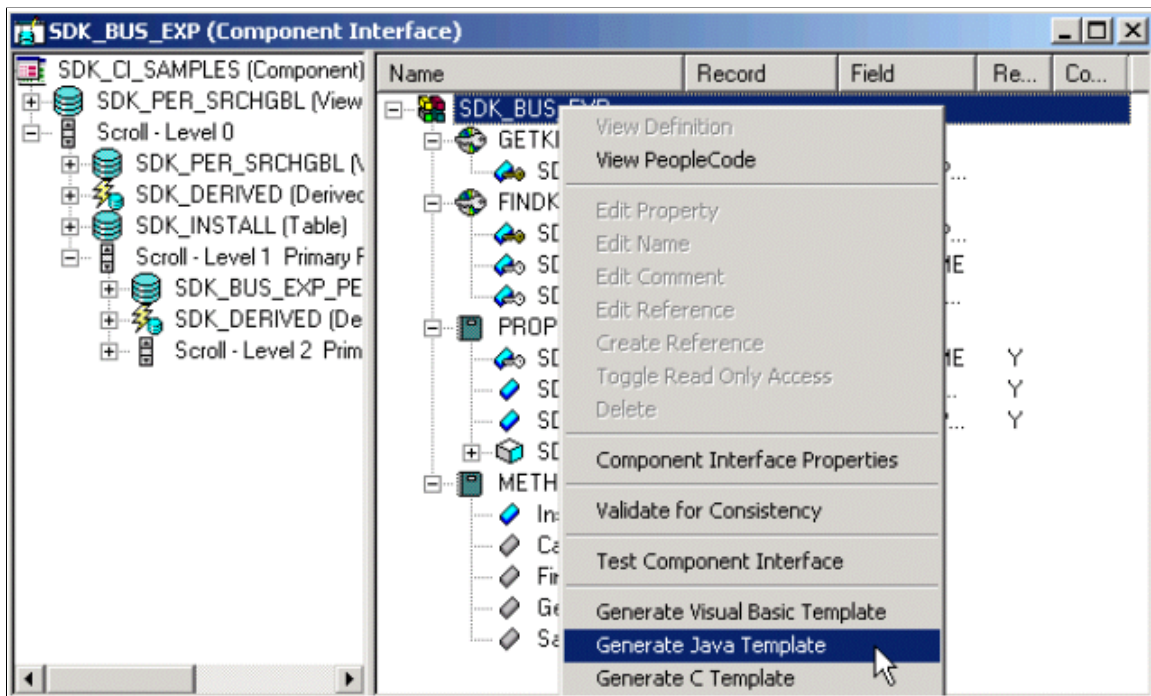 SDK_BUS_EXP (Component Interface)
SDK_CI_SAMPLES (Component)
SDK_PER_SRCHGBL (View
Scroll - Level 0
SDK_PER_SRCHGBL (V
SDK_DERIVED (Derived
SDK_INSTALL (Table)
Scroll - Level 1 Primary F
SDK_BUS_EXP_PE
SDK_DERIVED (De
Scroll - Level 2 Prim
Name Record Field Re... Co...
SDK_BUS_EXP
GETKE
SD
P...
FINDK
SD
P...
SD
ME
SD
...
PROP
SD
ME Y
SD
.. Y
SD
P... Y
SD
METH
Ins
Ca
Fin
Ge
Sa
View Definition
View PeopleCode
Edit Property
Edit Name
Edit Comment
Edit Reference
Create Reference
Toggle Read Only Access
Delete
Component Interface Properties
Validate for Consistency
Test Component Interface
Generate Visual Basic Template
Generate Java Template
Generate C Template